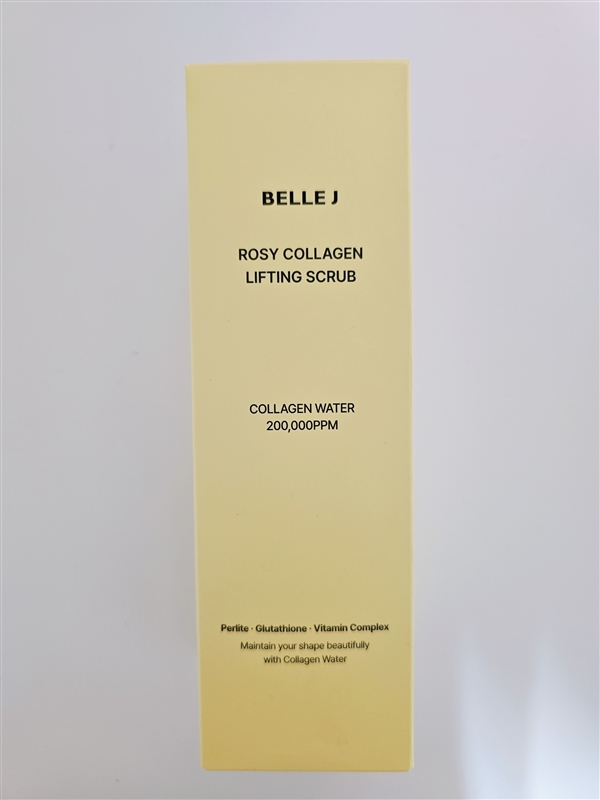 BELLE J
ROSY COLLAGEN
LIFTING SCRUB
COLLAGEN WATER
200,000PPM
Perlite · Glutathione · Vitamin Complex
Maintain your shape beautifully
with Collagen Water